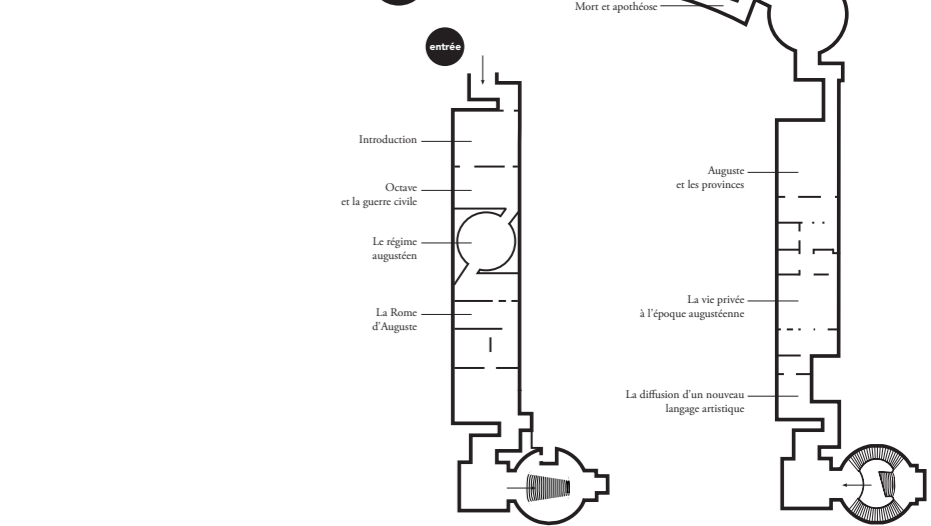 Mort et apothéose
entrée
Introduction
Octave
et la guerre civile
Le régime
augustéen
La Rome
d'Auguste
Auguste
et les provinces
La vie privée
à l'époque augustéenne
La diffusion d'un nouveau
langage artistique